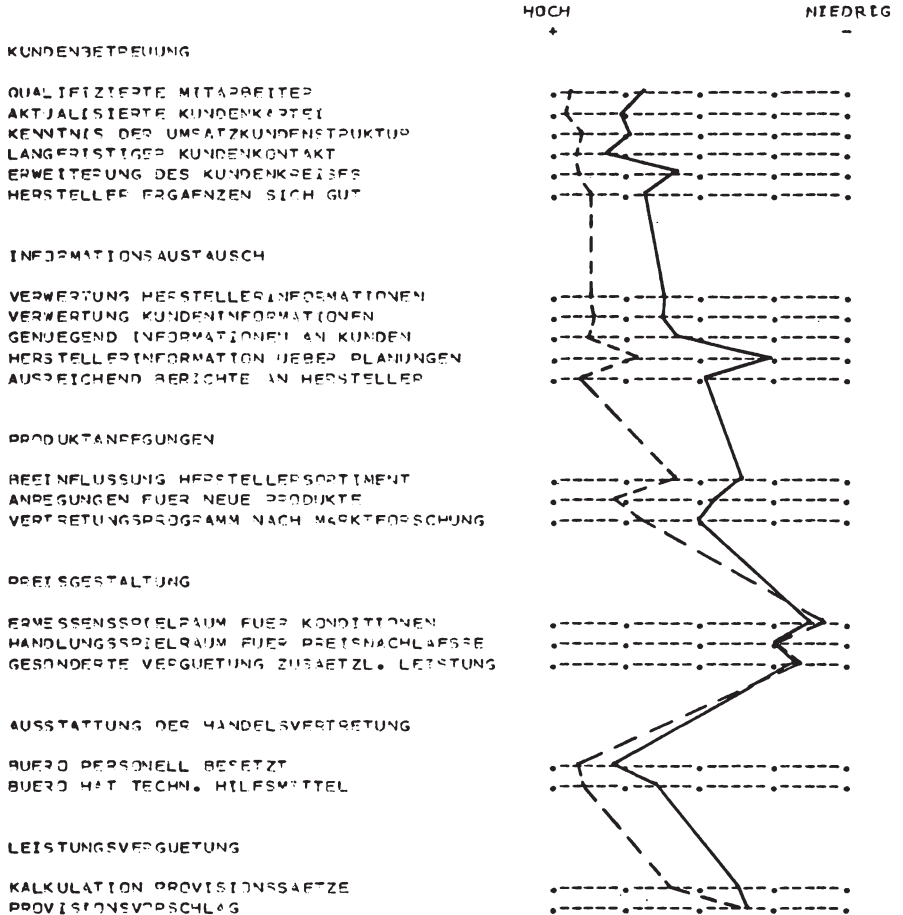 HOCH NIEDRIG
+ -
KUNDENBETREUUNG
QUALIFIZIERTE MITARBEITER
AKTUALISIERTE KUNDENKARTEI
KENNTNIS DER UMSATZKUNDENSTRUKTUR
LANGFRISTIGER KUNDENKONTAKT
ERWEITERUNG DES KUNDENKREISES
HERSTELLER ERGAENZEN SICH GUT
INFORMATIONSAUSTAUSCH
VERWERTUNG HERSTELLERINFORMATIONEN
VERWERTUNG KUNDENINFORMATIONEN
GENUEGEND INFORMATIONEN AN KUNDEN
HERSTELLERINFORMATION UEBER PLANUNGEN
AUSREICHEND BERICHTE AN HERSTELLER
PRODUKTANREGUNGEN
BEEINFLUSSUNG HERSTELLERSORTIMENT
ANREGUNGEN FUER NEUE PRODUKTE
VERTRETUNGSPROGRAMM NACH MARKTFORSCHUNG
PREISGESTALTUNG
ERMESSENSSPIELRAUM FUER KONDITIONEN
HANDLUNGSSPIELRAUM FUER PREISNACHLAESSE
GESONDERTE VERGUETUNG ZUSAETZL. LEISTUNG
AUSSTATTUNG DER HANDELSVERTRETUNG
BUERO PERSONELL BESETZT
BUERO HAT TECHN. HILFSMITTEL
LEISTUNGSVERGUETUNG
KALKULATION PROVISIONSSAETZE
PROVISIONSVORSCHLAG